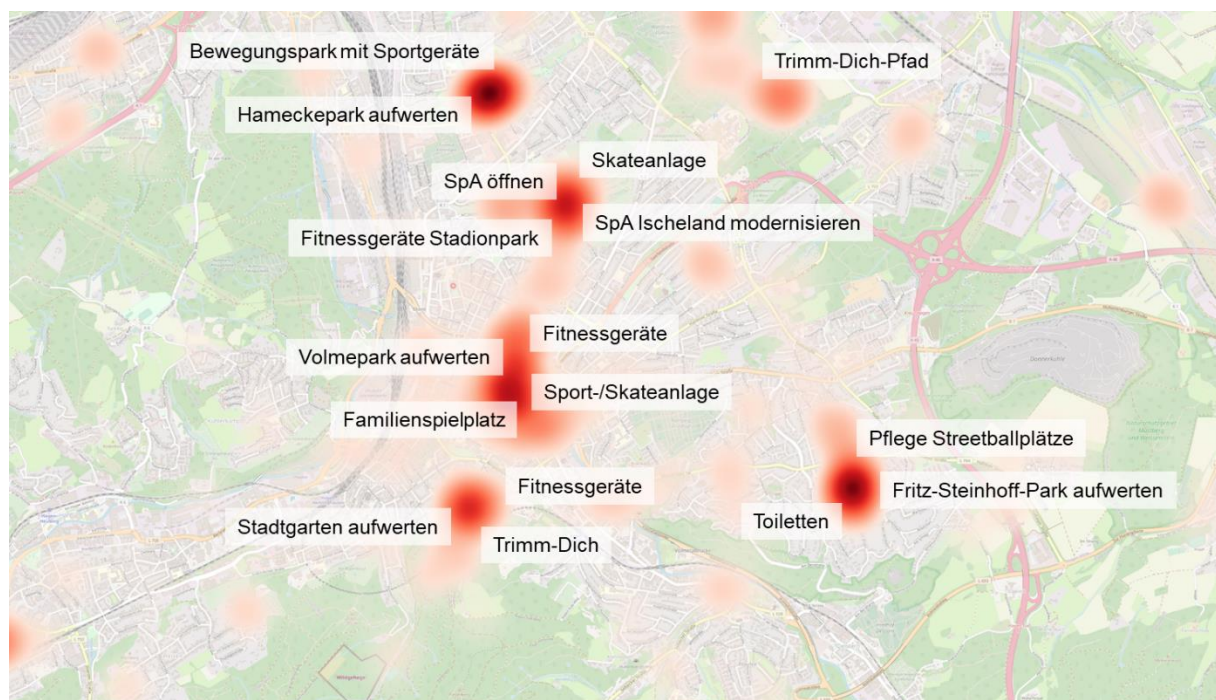 Bewegungspark mit Sportgeräte
Trimm-Dich-Pfad
Hameckepark aufwerten
Skateanlage
SpA öffnen
SpA Ischeland modernisieren
Fitnessgeräte Stadionpark
Fitnessgeräte
Volmepark aufwerten
Sport-/Skateanlage
Familienspielplatz
Pflege Streetballplätze
Fitnessgeräte
Fritz-Steinhoff-Park aufwerten
Toiletten
Stadtgarten aufwerten
Trimm-Dich